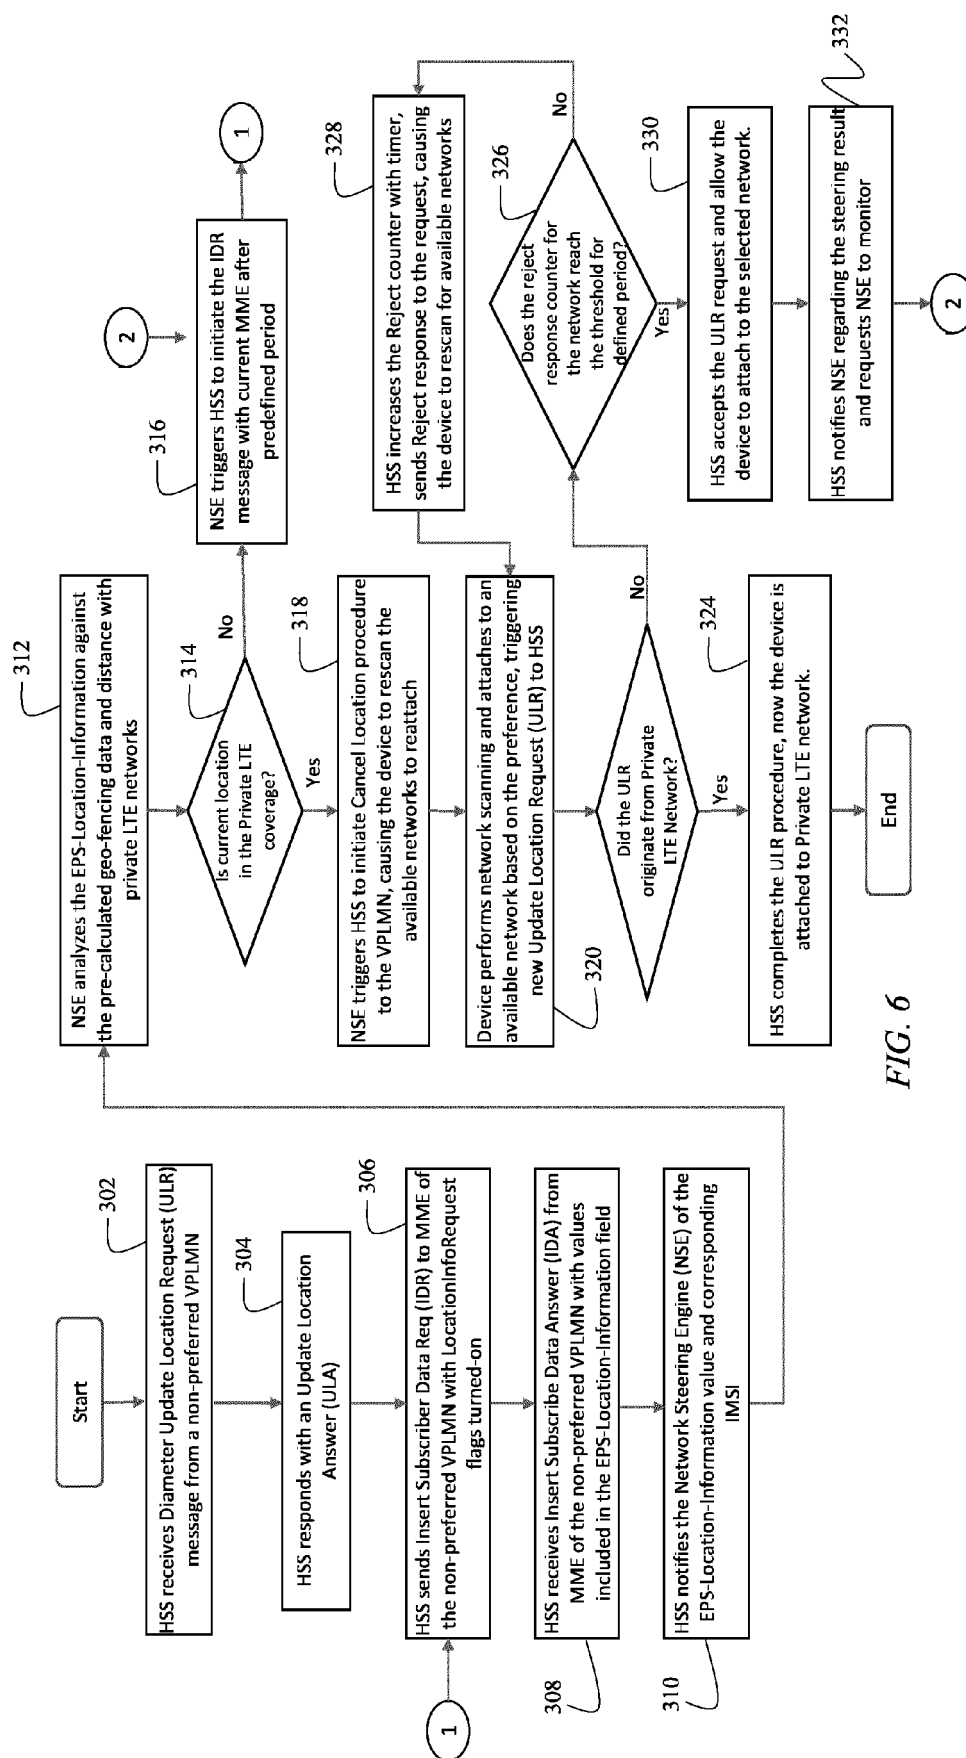 Start
302
HSS receives Diameter Update Location Request (ULR)
message from a non-preferred VPLMN
304
HSS responds with an Update Location
Answer (ULA)
306
1
HSS sends Insert Subscriber Data Req (IDR) to MME of
the non-preferred VPLMN with LocationInfoRequest
flags turned-on
HSS receives Insert Subscribe Data Answer (IDA) from
MME of the non-preferred VPLMN with values
included in the EPS-Location-Information field
308
HSS notifies the Network Steering Engine (NSE) of the
EPS-Location-Information value and corresponding
IMSI
310
312
NSE analyzes the EPS-Location-Information against
the pre-calculated geo-fencing data and distance with
private LTE networks
314
Is current location
in the Private LTE
coverage?
No
Yes
2
316
NSE triggers HSS to initiate the IDR
message with current MME after
predefined period
1
318
NSE triggers HSS to initiate Cancel Location procedure
to the VPLMN, causing the device to rescan the
available networks to reattach
Device performs network scanning and attaches to an
available network based on the preference, triggering
new Update Location Request (ULR) to HSS
320
Did the ULR
originate from Private
LTE Network?
No
Yes
324
HSS completes the ULR procedure, now the device is
attached to Private LTE network.
End
328
HSS increases the Reject counter with timer,
sends Reject response to the request, causing
the device to rescan for available networks
326
Does the reject
response counter for
the network reach
the threshold for
defined period?
No
Yes
330
HSS accepts the ULR request and allow the
device to attach to the selected network.
332
HSS notifies NSE regarding the steering result
and requests NSE to monitor
2
FIG. 6